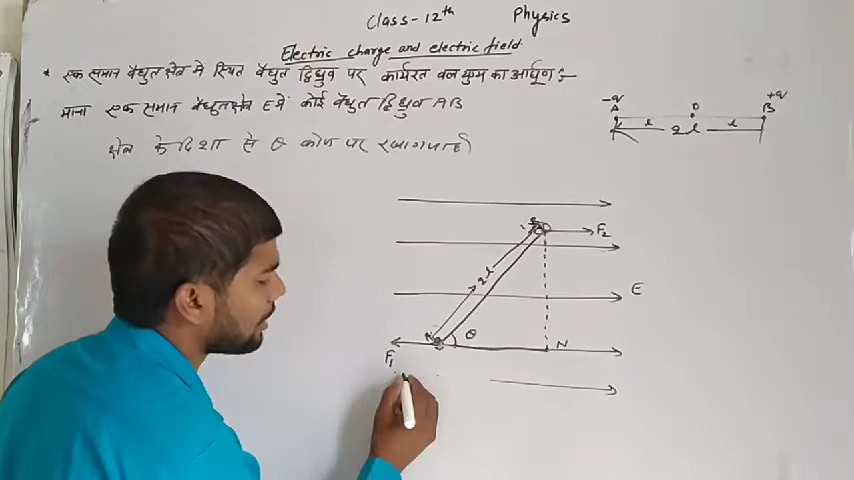 Class-12th Physics
Electric charge and electric field
* एक समान वैद्युत क्षेत्र मे स्थित वैद्युत द्विध्रुव पर कार्यरत बल युग्म का आघूर्ण :-
माना एक समान वैद्युत क्षेत्र E में कोई वैद्युत द्विध्रुव AB
क्षेत्र के दिशा से θ कोण पर रखा गया है।
-q +q
A O B
l 2l l
F2
2l
E
θ
N
F1